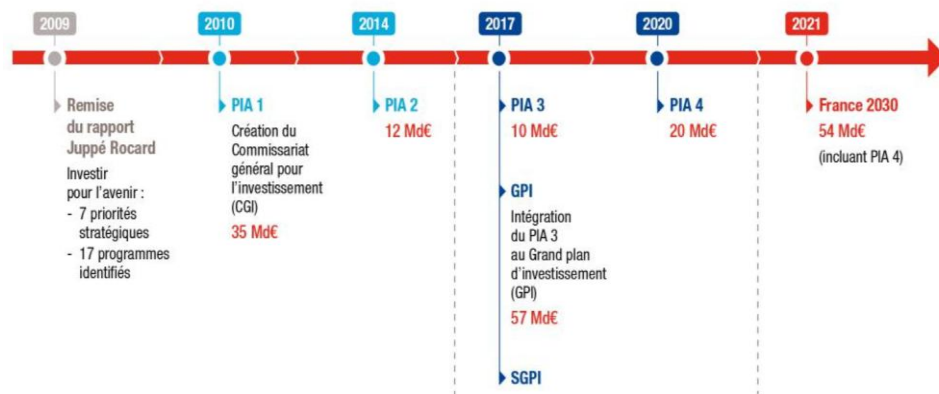 2009
2010
2014
2017
2020
2021
Remise
du rapport
Juppé Rocard
Investir
pour l'avenir :
- 7 priorités
stratégiques
- 17 programmes
identifiés
PIA 1
Création du
Commissariat
général pour
l'investissement
(CGI)
35 Md€
PIA 2
12 Md€
PIA 3
10 Md€
GPI
Intégration
du PIA 3
au Grand plan
d'investissement
(GPI)
57 Md€
SGPI
PIA 4
20 Md€
France 2030
54 Md€
(incluant PIA 4)